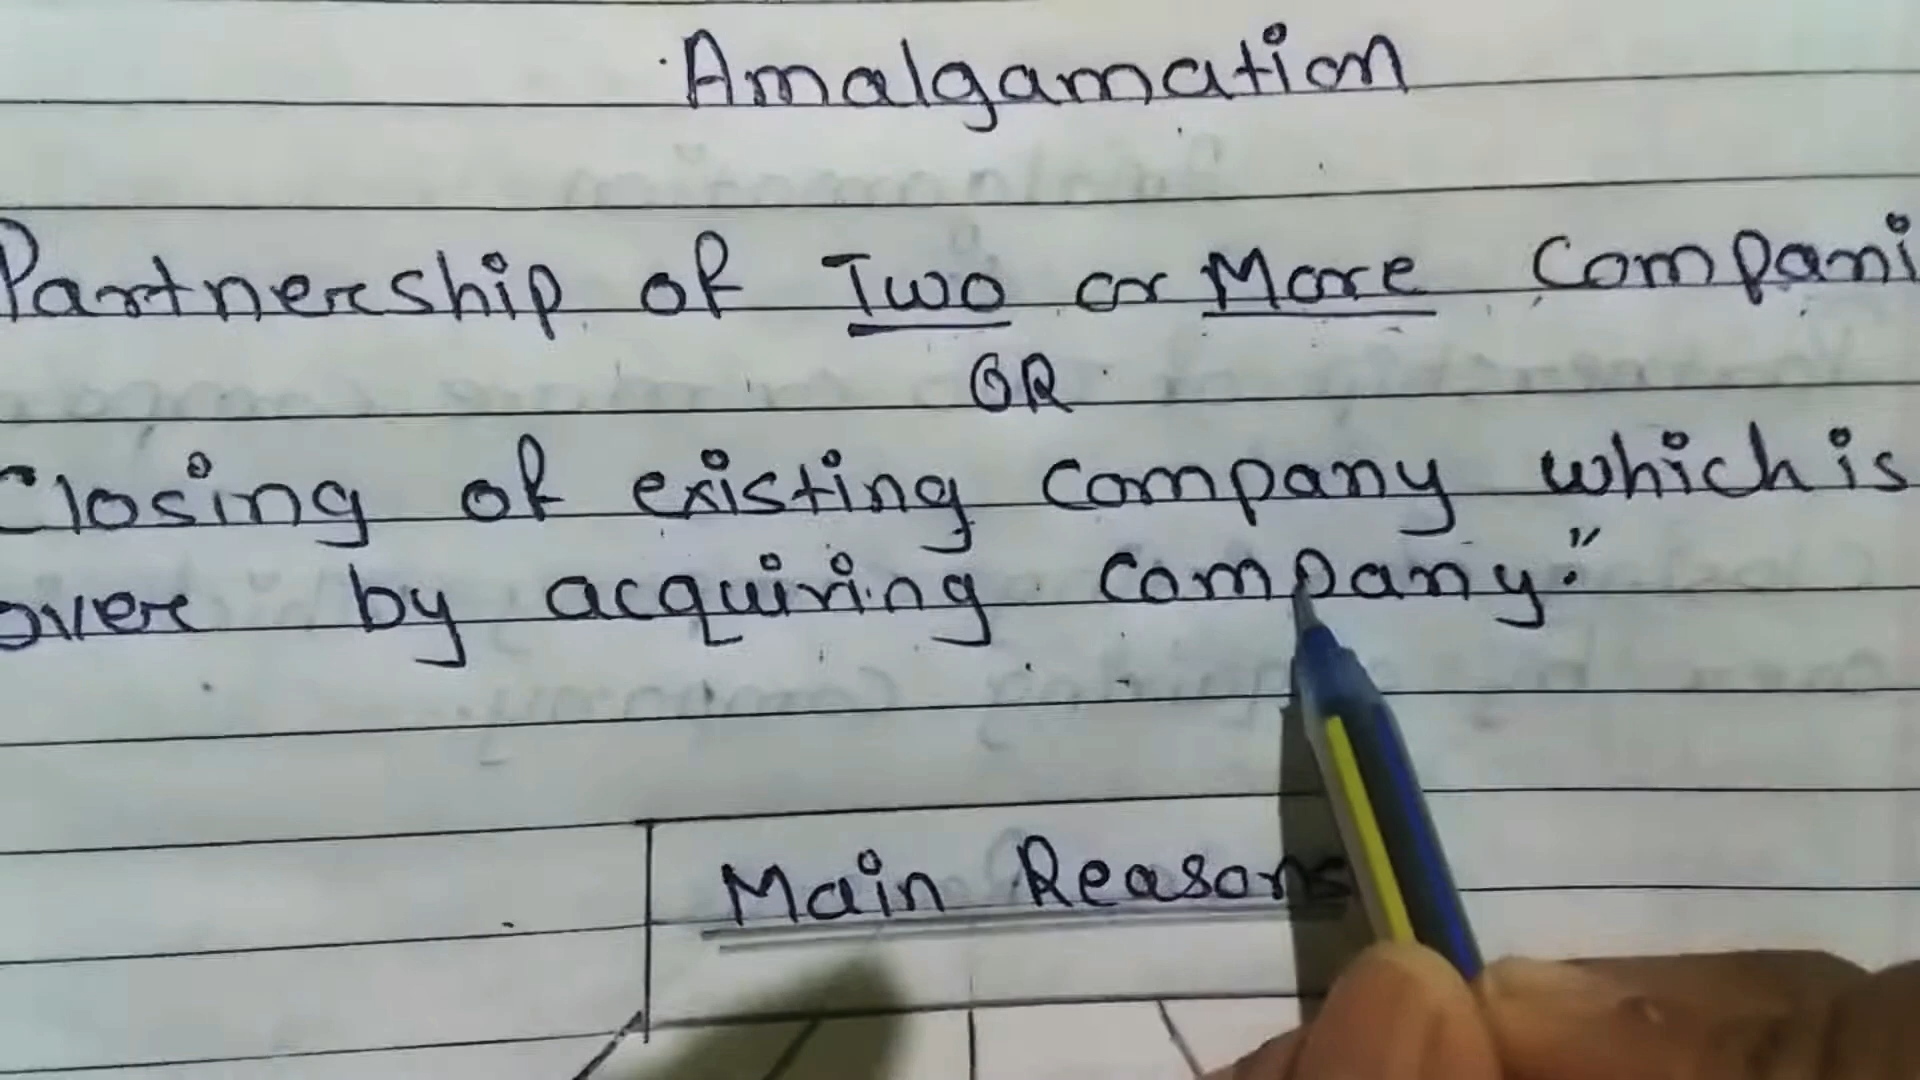 Amalgamation
Partnership of Two or More Compani
OR
Closing of existing Company which is
over by acquiring Company."
Main Reasons